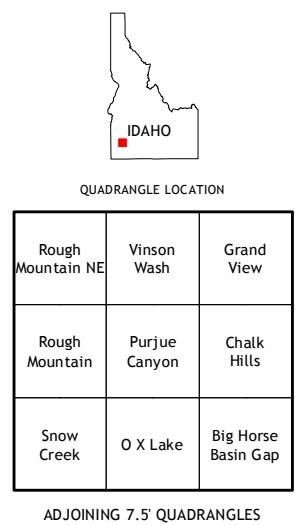 IDAHO
QUADRANGLE LOCATION
Rough
Mountain NE
Vinson
Wash
Grand
View
Rough
Mountain
Purjue
Canyon
Chalk
Hills
Snow
Creek
O X Lake
Big Horse
Basin Gap
ADJOINING 7.5' QUADRANGLES